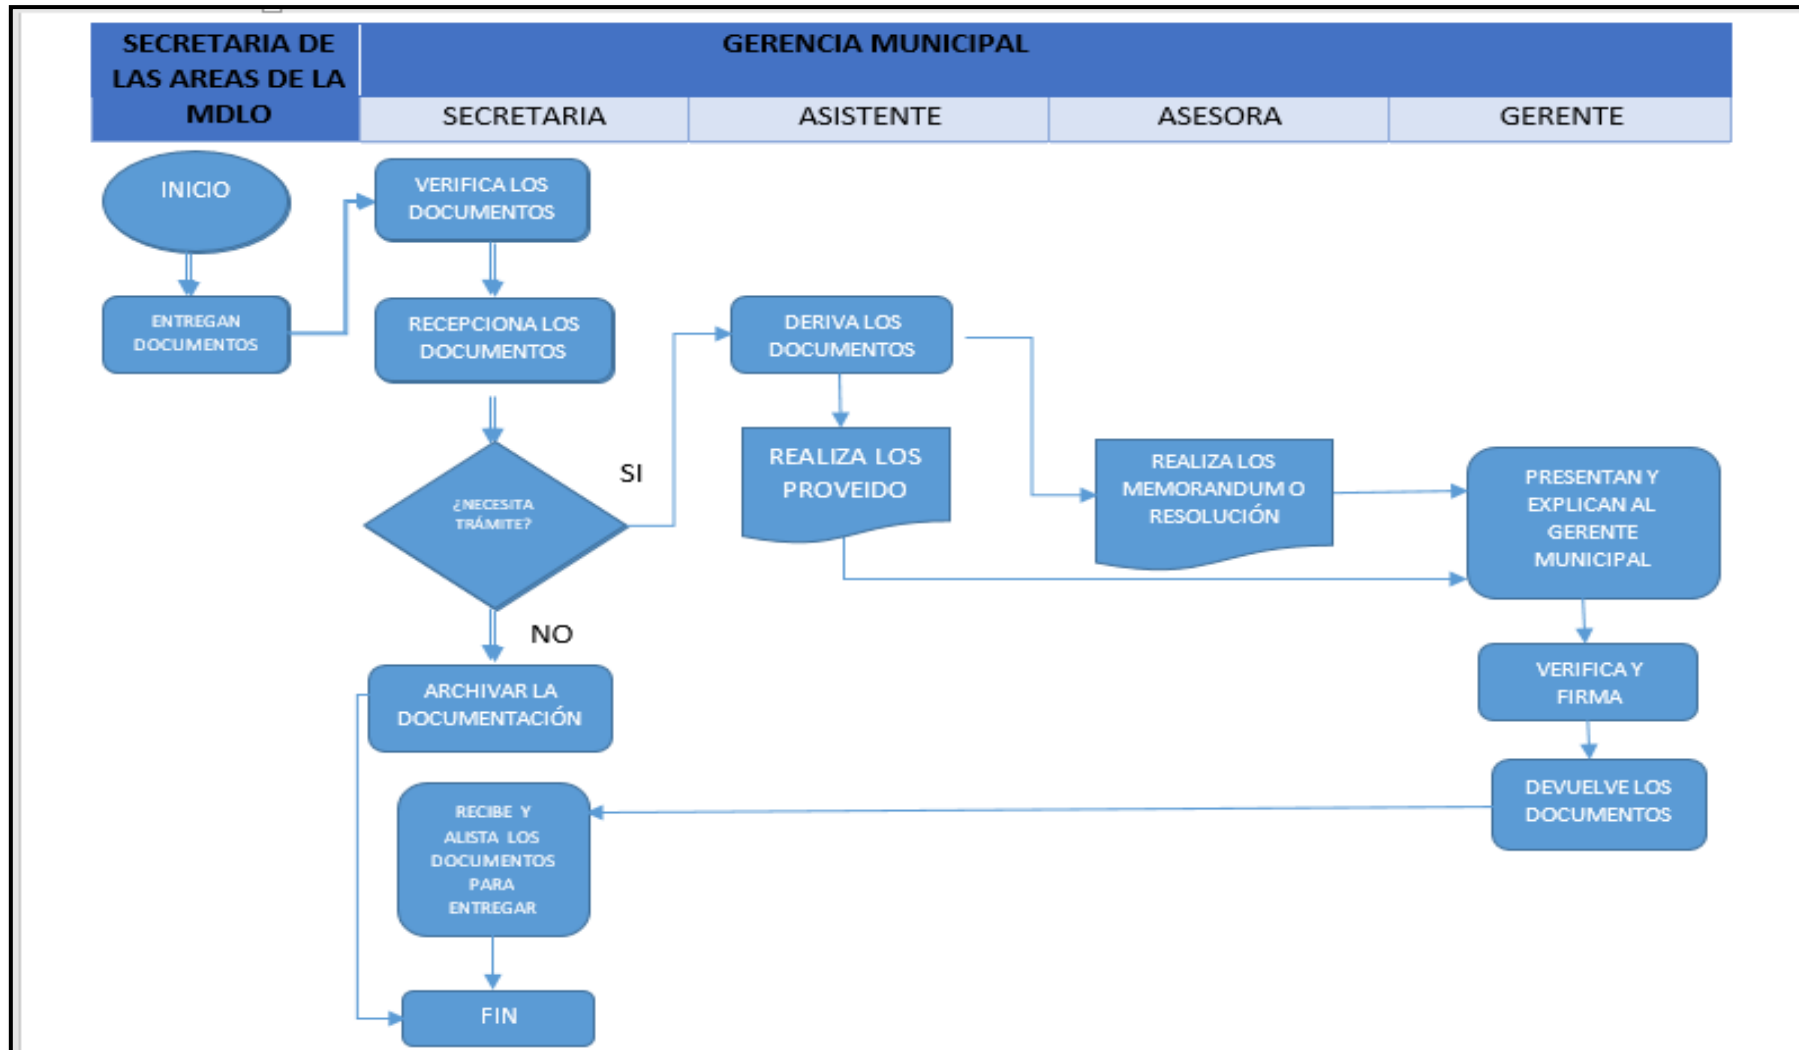 SECRETARIA DE
LAS AREAS DE LA
MDLO
GERENCIA MUNICIPAL
SECRETARIA
ASISTENTE
ASESORA
GERENTE
INICIO
ENTREGAN
DOCUMENTOS
VERIFICA LOS
DOCUMENTOS
RECEPCIONA LOS
DOCUMENTOS
¿NECESITA
TRÁMITE?
SI
NO
DERIVA LOS
DOCUMENTOS
REALIZA LOS
PROVEIDO
REALIZA LOS
MEMORANDUM O
RESOLUCIÓN
PRESENTAN Y
EXPLICAN AL
GERENTE
MUNICIPAL
VERIFICA Y
FIRMA
DEVUELVE LOS
DOCUMENTOS
ARCHIVAR LA
DOCUMENTACIÓN
RECIBE Y
ALISTA LOS
DOCUMENTOS
PARA
ENTREGAR
FIN